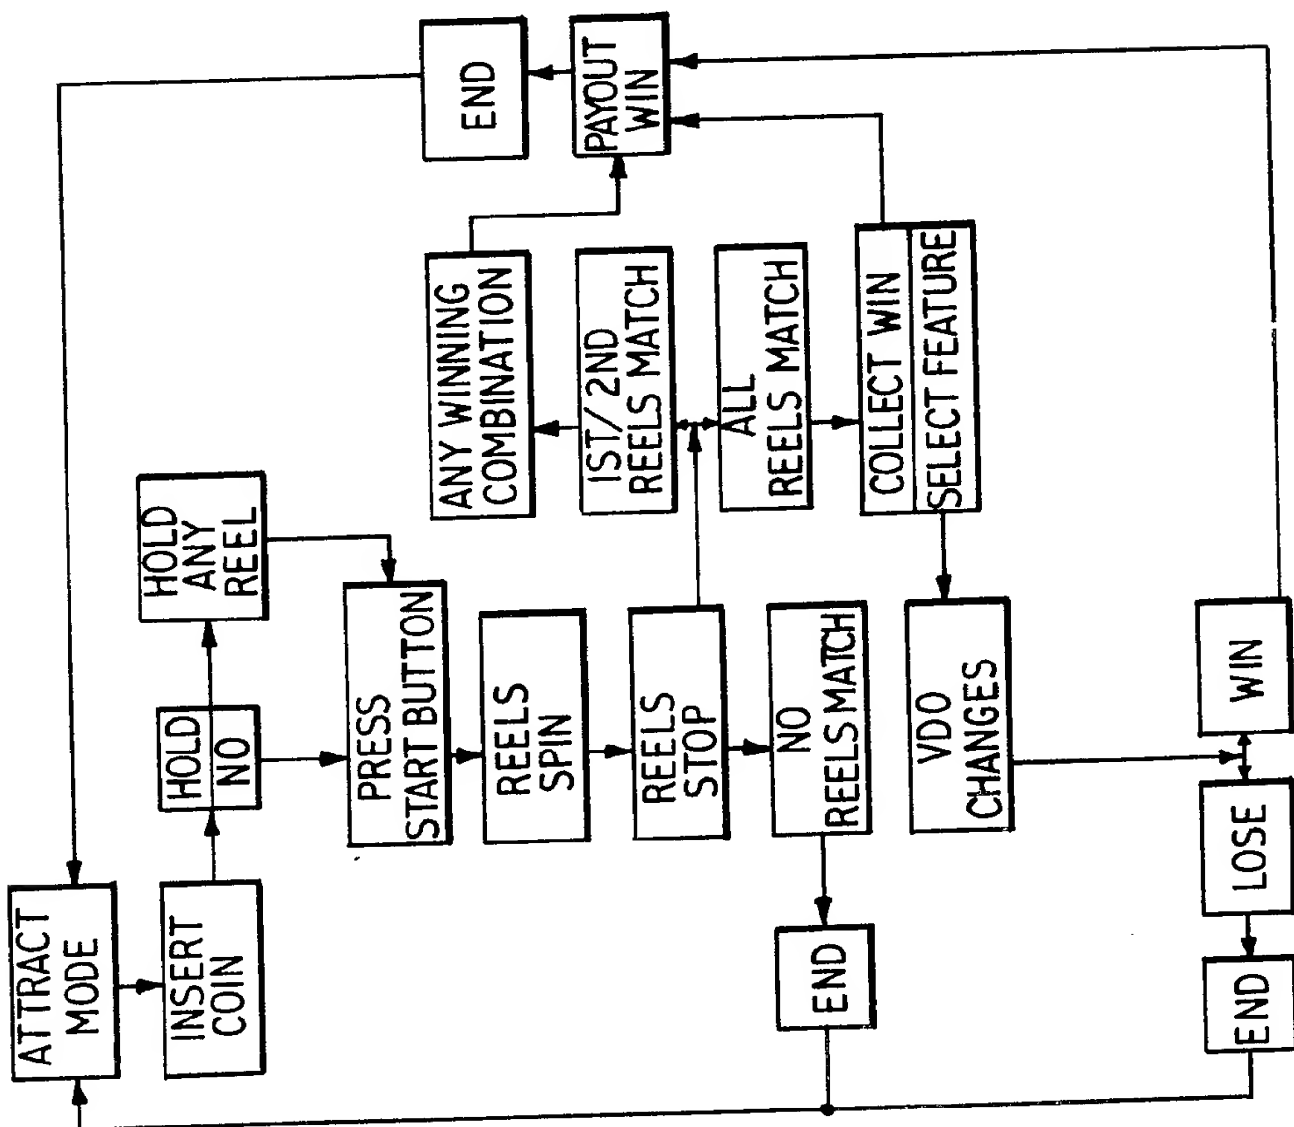 ATTRACT
MODE
INSERT
COIN
HOLD
NO
HOLD
ANY
REEL
PRESS
START BUTTON
REELS
SPIN
REELS
STOP
NO
REELS MATCH
END
ANY WINNING
COMBINATION
1ST/2ND
REELS MATCH
ALL
REELS MATCH
COLLECT WIN
SELECT FEATURE
PAYOUT
WIN
END
VDO
CHANGES
WIN
LOSE
END